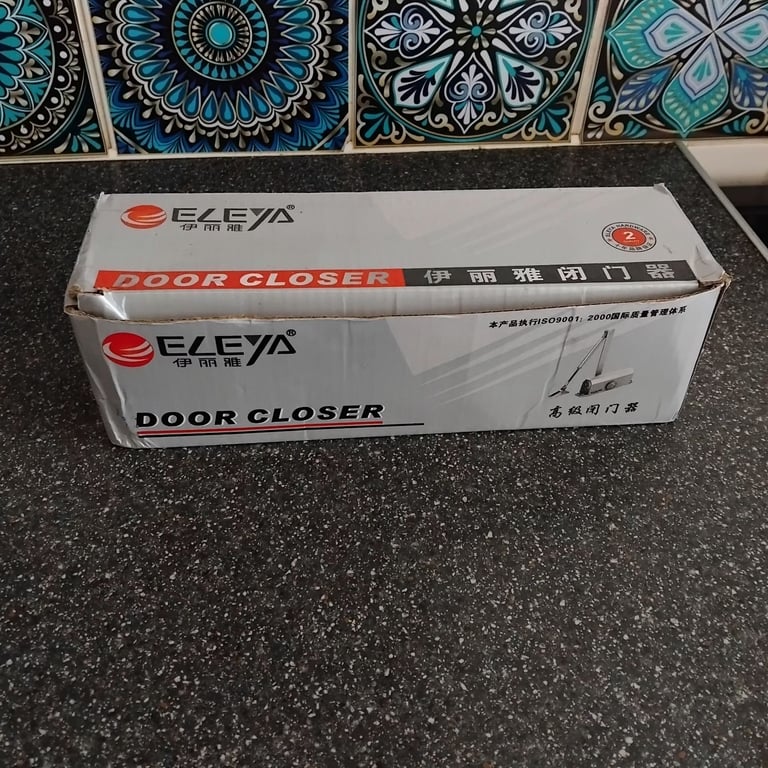 ELEYA®
伊丽雅
2
DOOR CLOSER 伊丽雅闭门器
ELEYA®
伊丽雅
本产品执行ISO9001:2000国际质量管理体系
DOOR CLOSER
高级闭门器